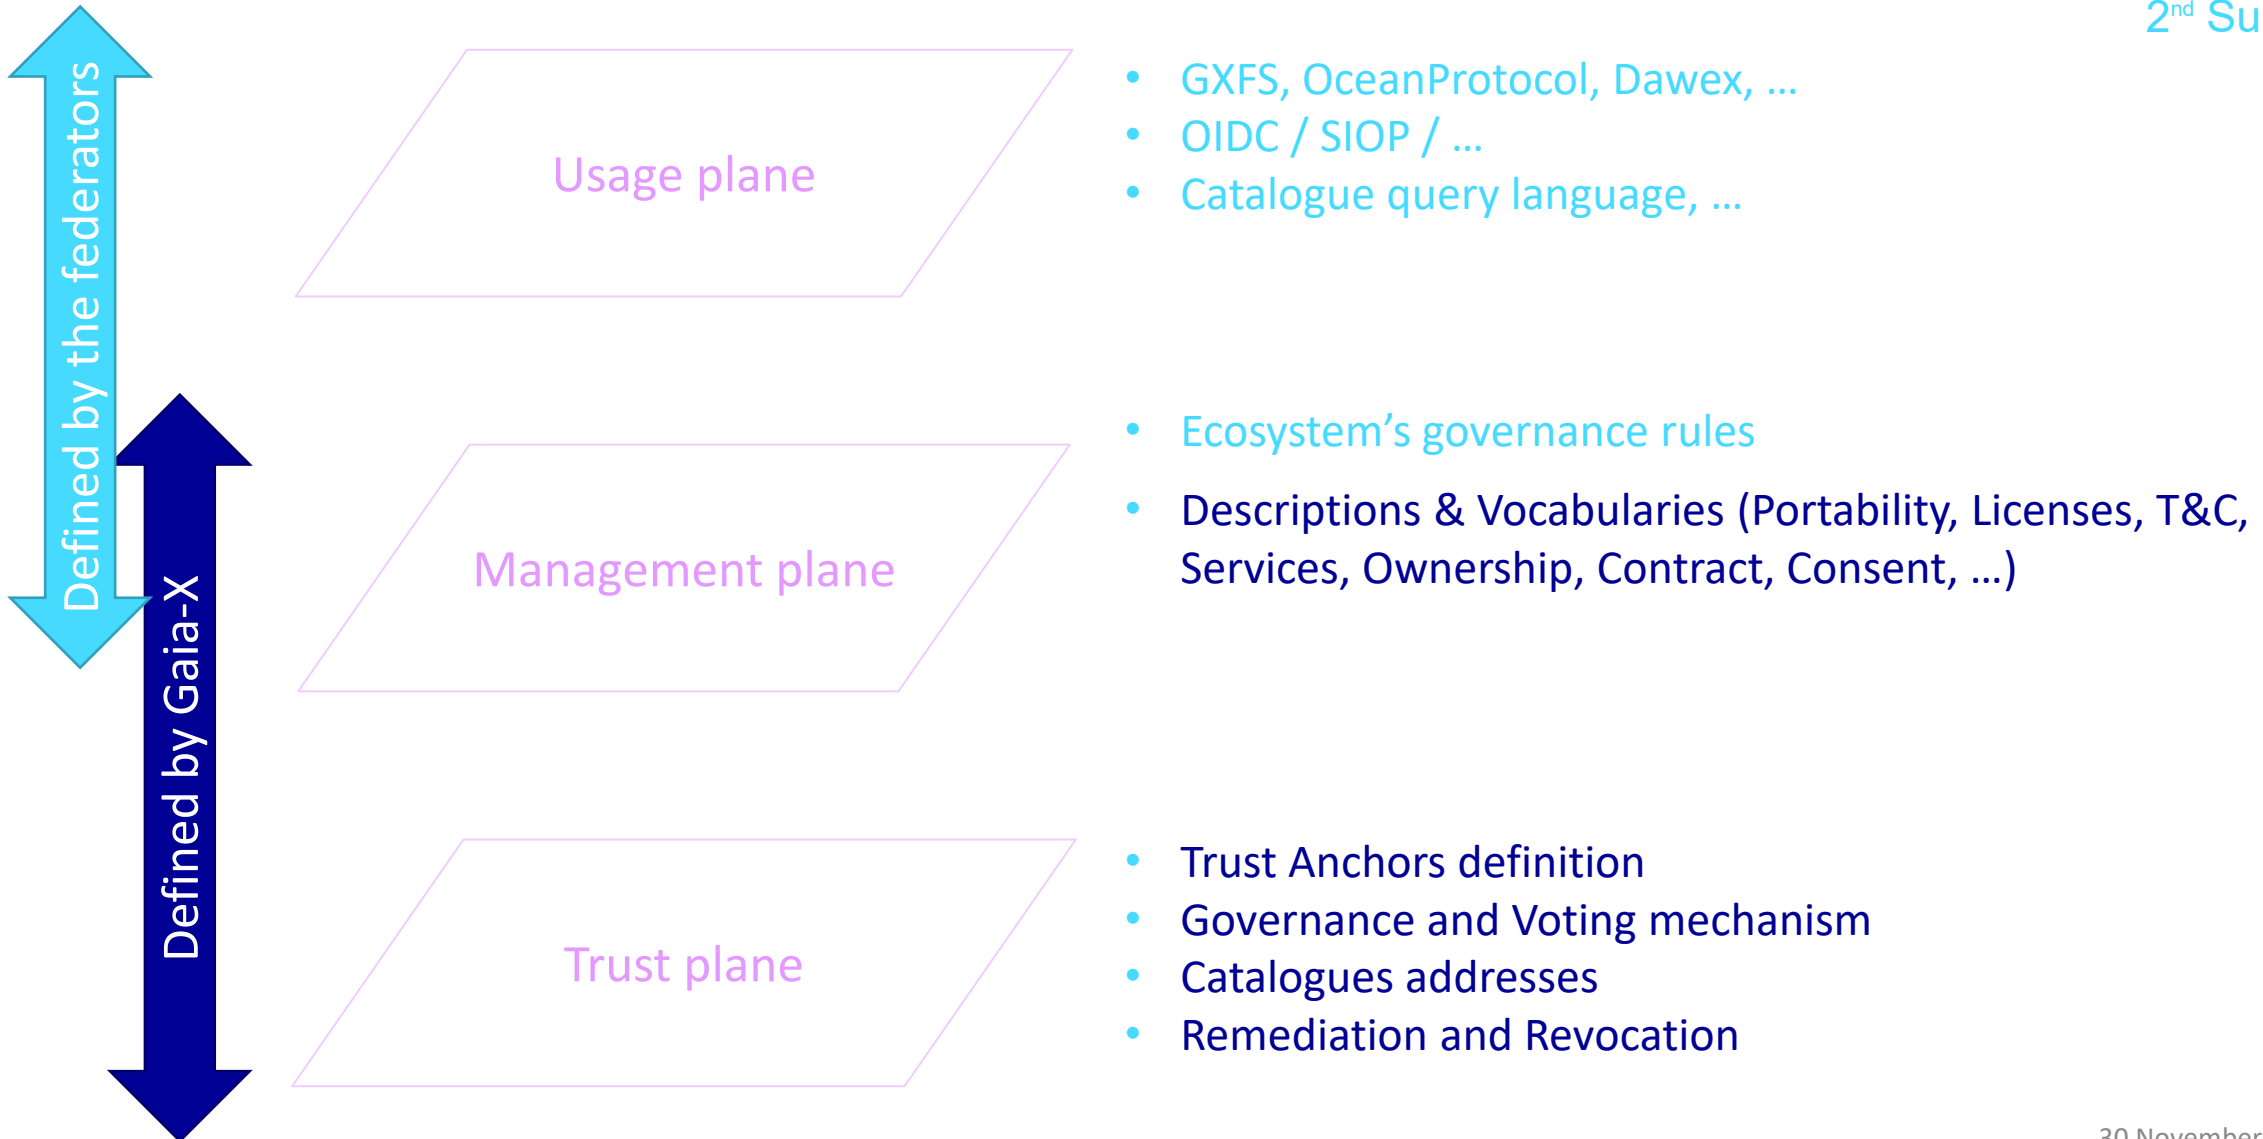 2nd Su
Defined by the federators
Usage plane
• GXFS, OceanProtocol, Dawex, …
• OIDC / SIOP / …
• Catalogue query language, …
Defined by Gaia-X
Management plane
• Ecosystem’s governance rules
• Descriptions & Vocabularies (Portability, Licenses, T&C,
Services, Ownership, Contract, Consent, …)
Trust plane
• Trust Anchors definition
• Governance and Voting mechanism
• Catalogues addresses
• Remediation and Revocation
30 November